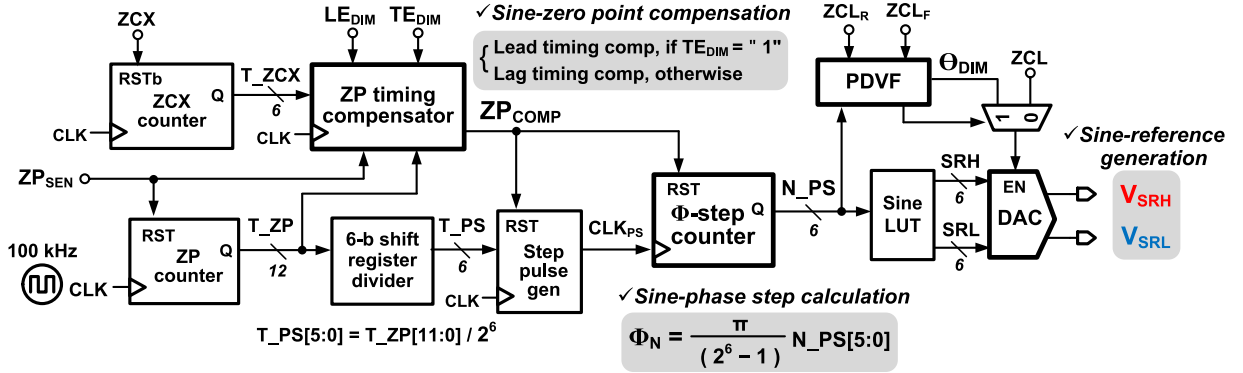 ZCX
LE_DIM TE_DIM
✓Sine-zero point compensation
{ Lead timing comp, if TE_DIM = " 1"
Lag timing comp, otherwise
ZCL_R ZCL_F
RSTb
ZCX
counter
Q
CLK
T_ZCX
6
ZP timing
compensator
CLK
ZP_COMP
PDVF
Θ_DIM
ZCL
1 0
✓Sine-reference
generation
ZP_SEN
RST
ZP
counter
Q
100 kHz
CLK
T_ZP
12
6-b shift
register
divider
T_PS
6
RST
Step
pulse
gen
CLK
CLK_PS
RST
Φ-step
counter
Q
N_PS
6
Sine
LUT
SRH
6
SRL
6
EN
DAC
V_SRH
V_SRL
T_PS[5:0] = T_ZP[11:0] / 2^6
✓Sine-phase step calculation
Φ_N = π / ( 2^6 − 1 ) N_PS[5:0]